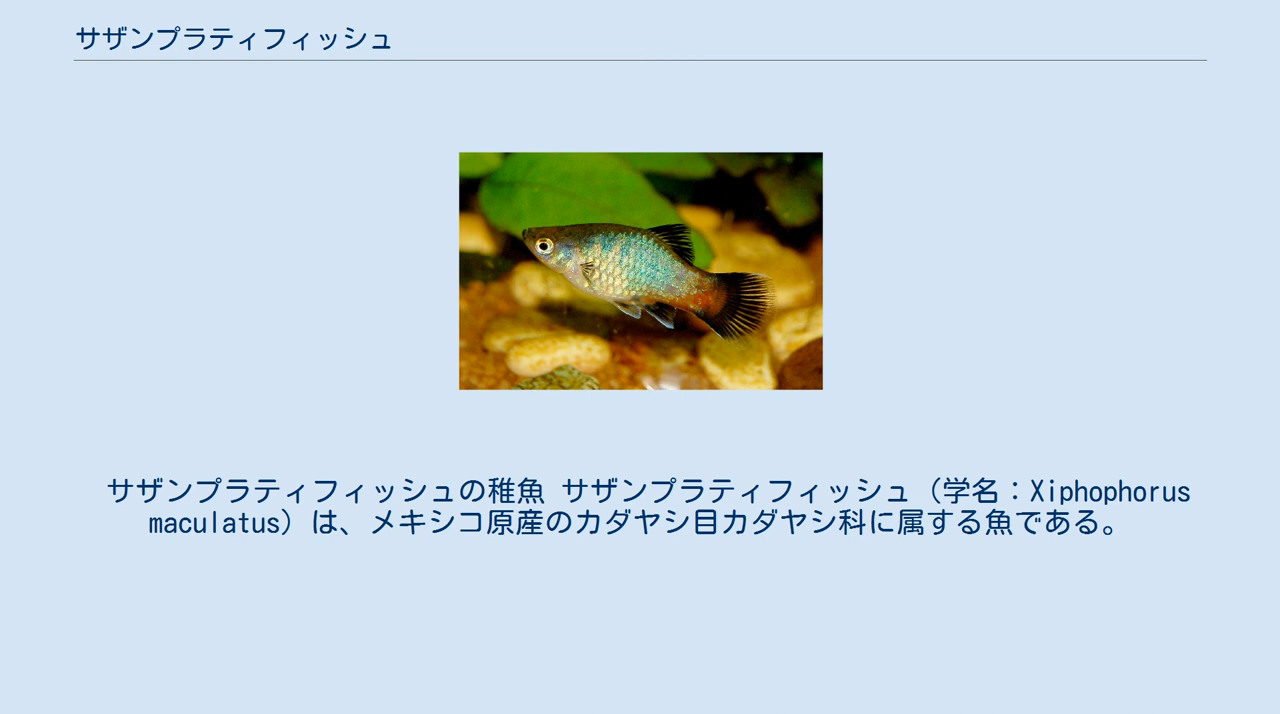 サザンプラティフィッシュ
サザンプラティフィッシュの稚魚 サザンプラティフィッシュ（学名：Xiphophorus
maculatus）は、メキシコ原産のカダヤシ目カダヤシ科に属する魚である。